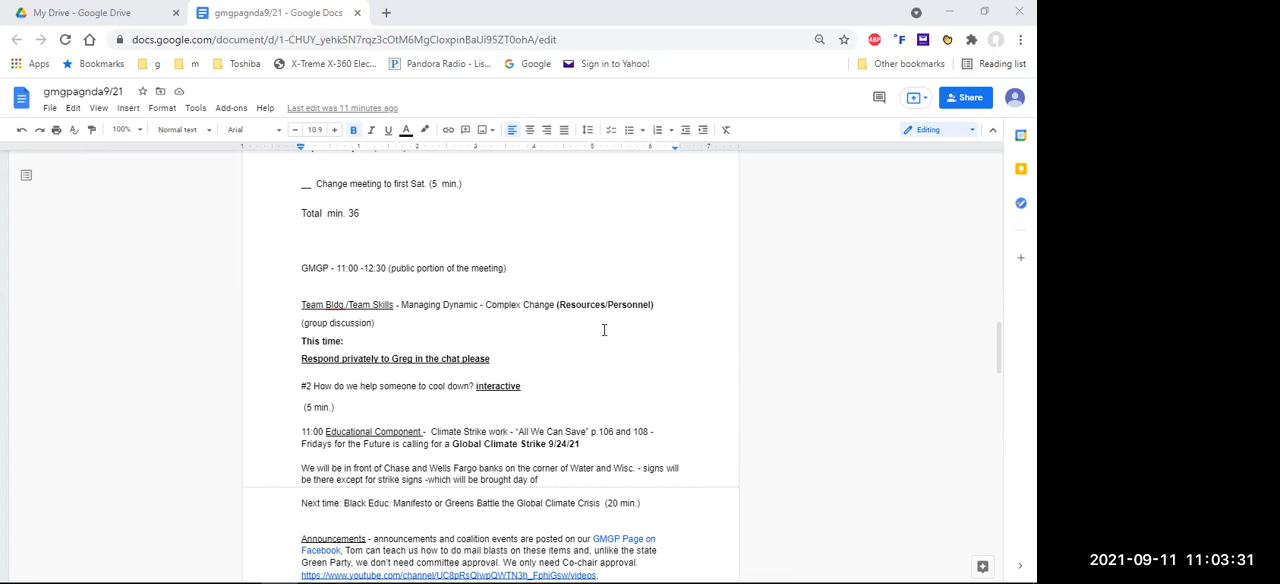 My Drive - Google Drive
gmgpagnda9/21 - Google Docs
docs.google.com/document/d/1-CHUY_yehk5N7rqz3cOtM6MgCloxpinBaUi95ZT0ohA/edit
Apps Bookmarks g m Toshiba X-Treme X-360 Elec... Pandora Radio - Lis... Google Sign in to Yahoo! Other bookmarks Reading list
gmgpagnda9/21
File Edit View Insert Format Tools Add-ons Help Last edit was 11 minutes ago
Share
100% Normal text Arial 10.9 Editing
__ Change meeting to first Sat. (5 min.)
Total min. 36
GMGP - 11:00 -12:30 (public portion of the meeting)
Team Bldg./Team Skills - Managing Dynamic - Complex Change (Resources/Personnel)
(group discussion)
This time:
Respond privately to Greg in the chat please
#2 How do we help someone to cool down? interactive
(5 min.)
11:00 Educational Component - Climate Strike work - “All We Can Save” p.106 and 108 -
Fridays for the Future is calling for a Global Climate Strike 9/24/21
We will be in front of Chase and Wells Fargo banks on the corner of Water and Wisc. - signs will
be there except for strike signs -which will be brought day of
Next time: Black Educ. Manifesto or Greens Battle the Global Climate Crisis (20 min.)
Announcements - announcements and coalition events are posted on our GMGP Page on
Facebook, Tom can teach us how to do mail blasts on these items and, unlike the state
Green Party, we don't need committee approval. We only need Co-chair approval.
https://www.youtube.com/channel/UC8pRsQIwpQWTN3h_FphiGsw/videos,
2021-09-11 11:03:31